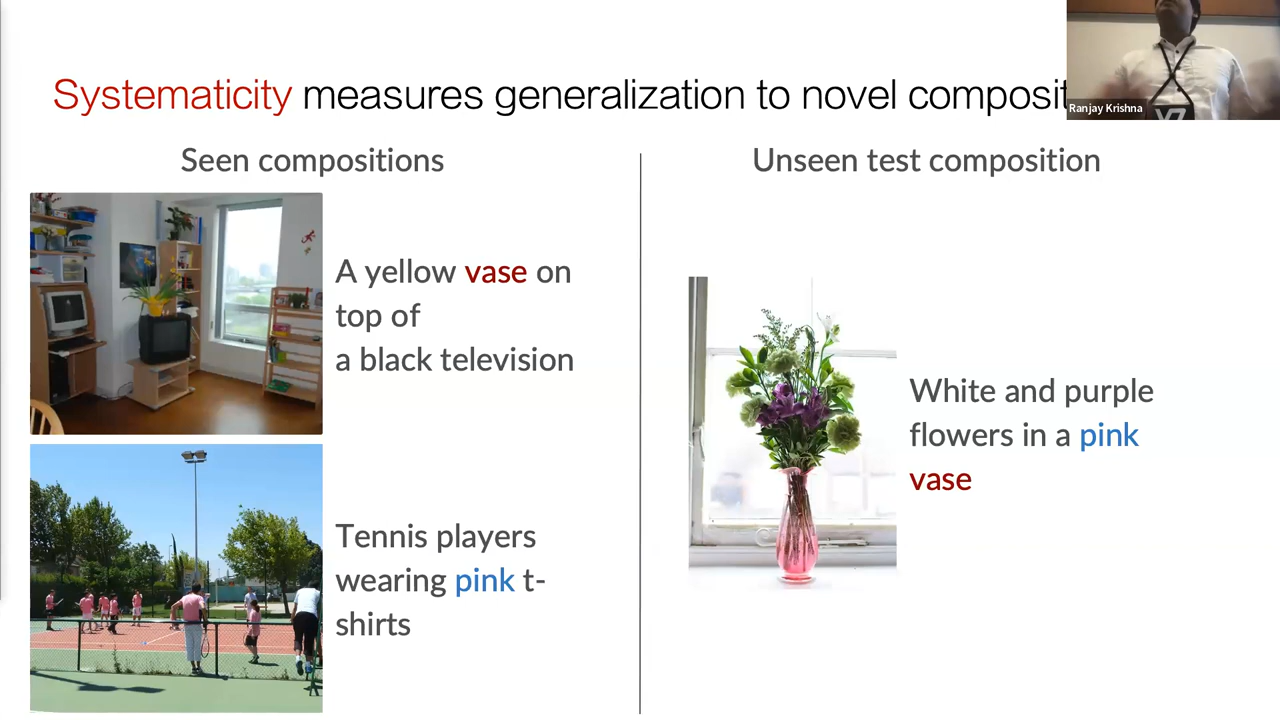 Systematicity measures generalization to novel composit
Ranjay Krishna
Seen compositions
A yellow vase on
top of
a black television
Tennis players
wearing pink t-
shirts
Unseen test composition
White and purple
flowers in a pink
vase